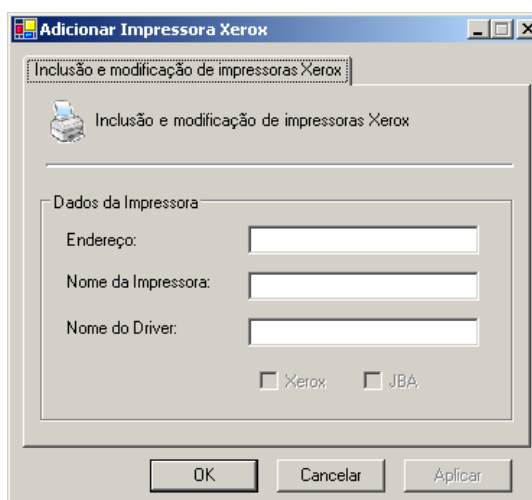 Adicionar Impressora Xerox
Inclusão e modificação de impressoras Xerox
Inclusão e modificação de impressoras Xerox
Dados da Impressora
Endereço:
Nome da Impressora:
Nome do Driver:
Xerox JBA
OK Cancelar Aplicar